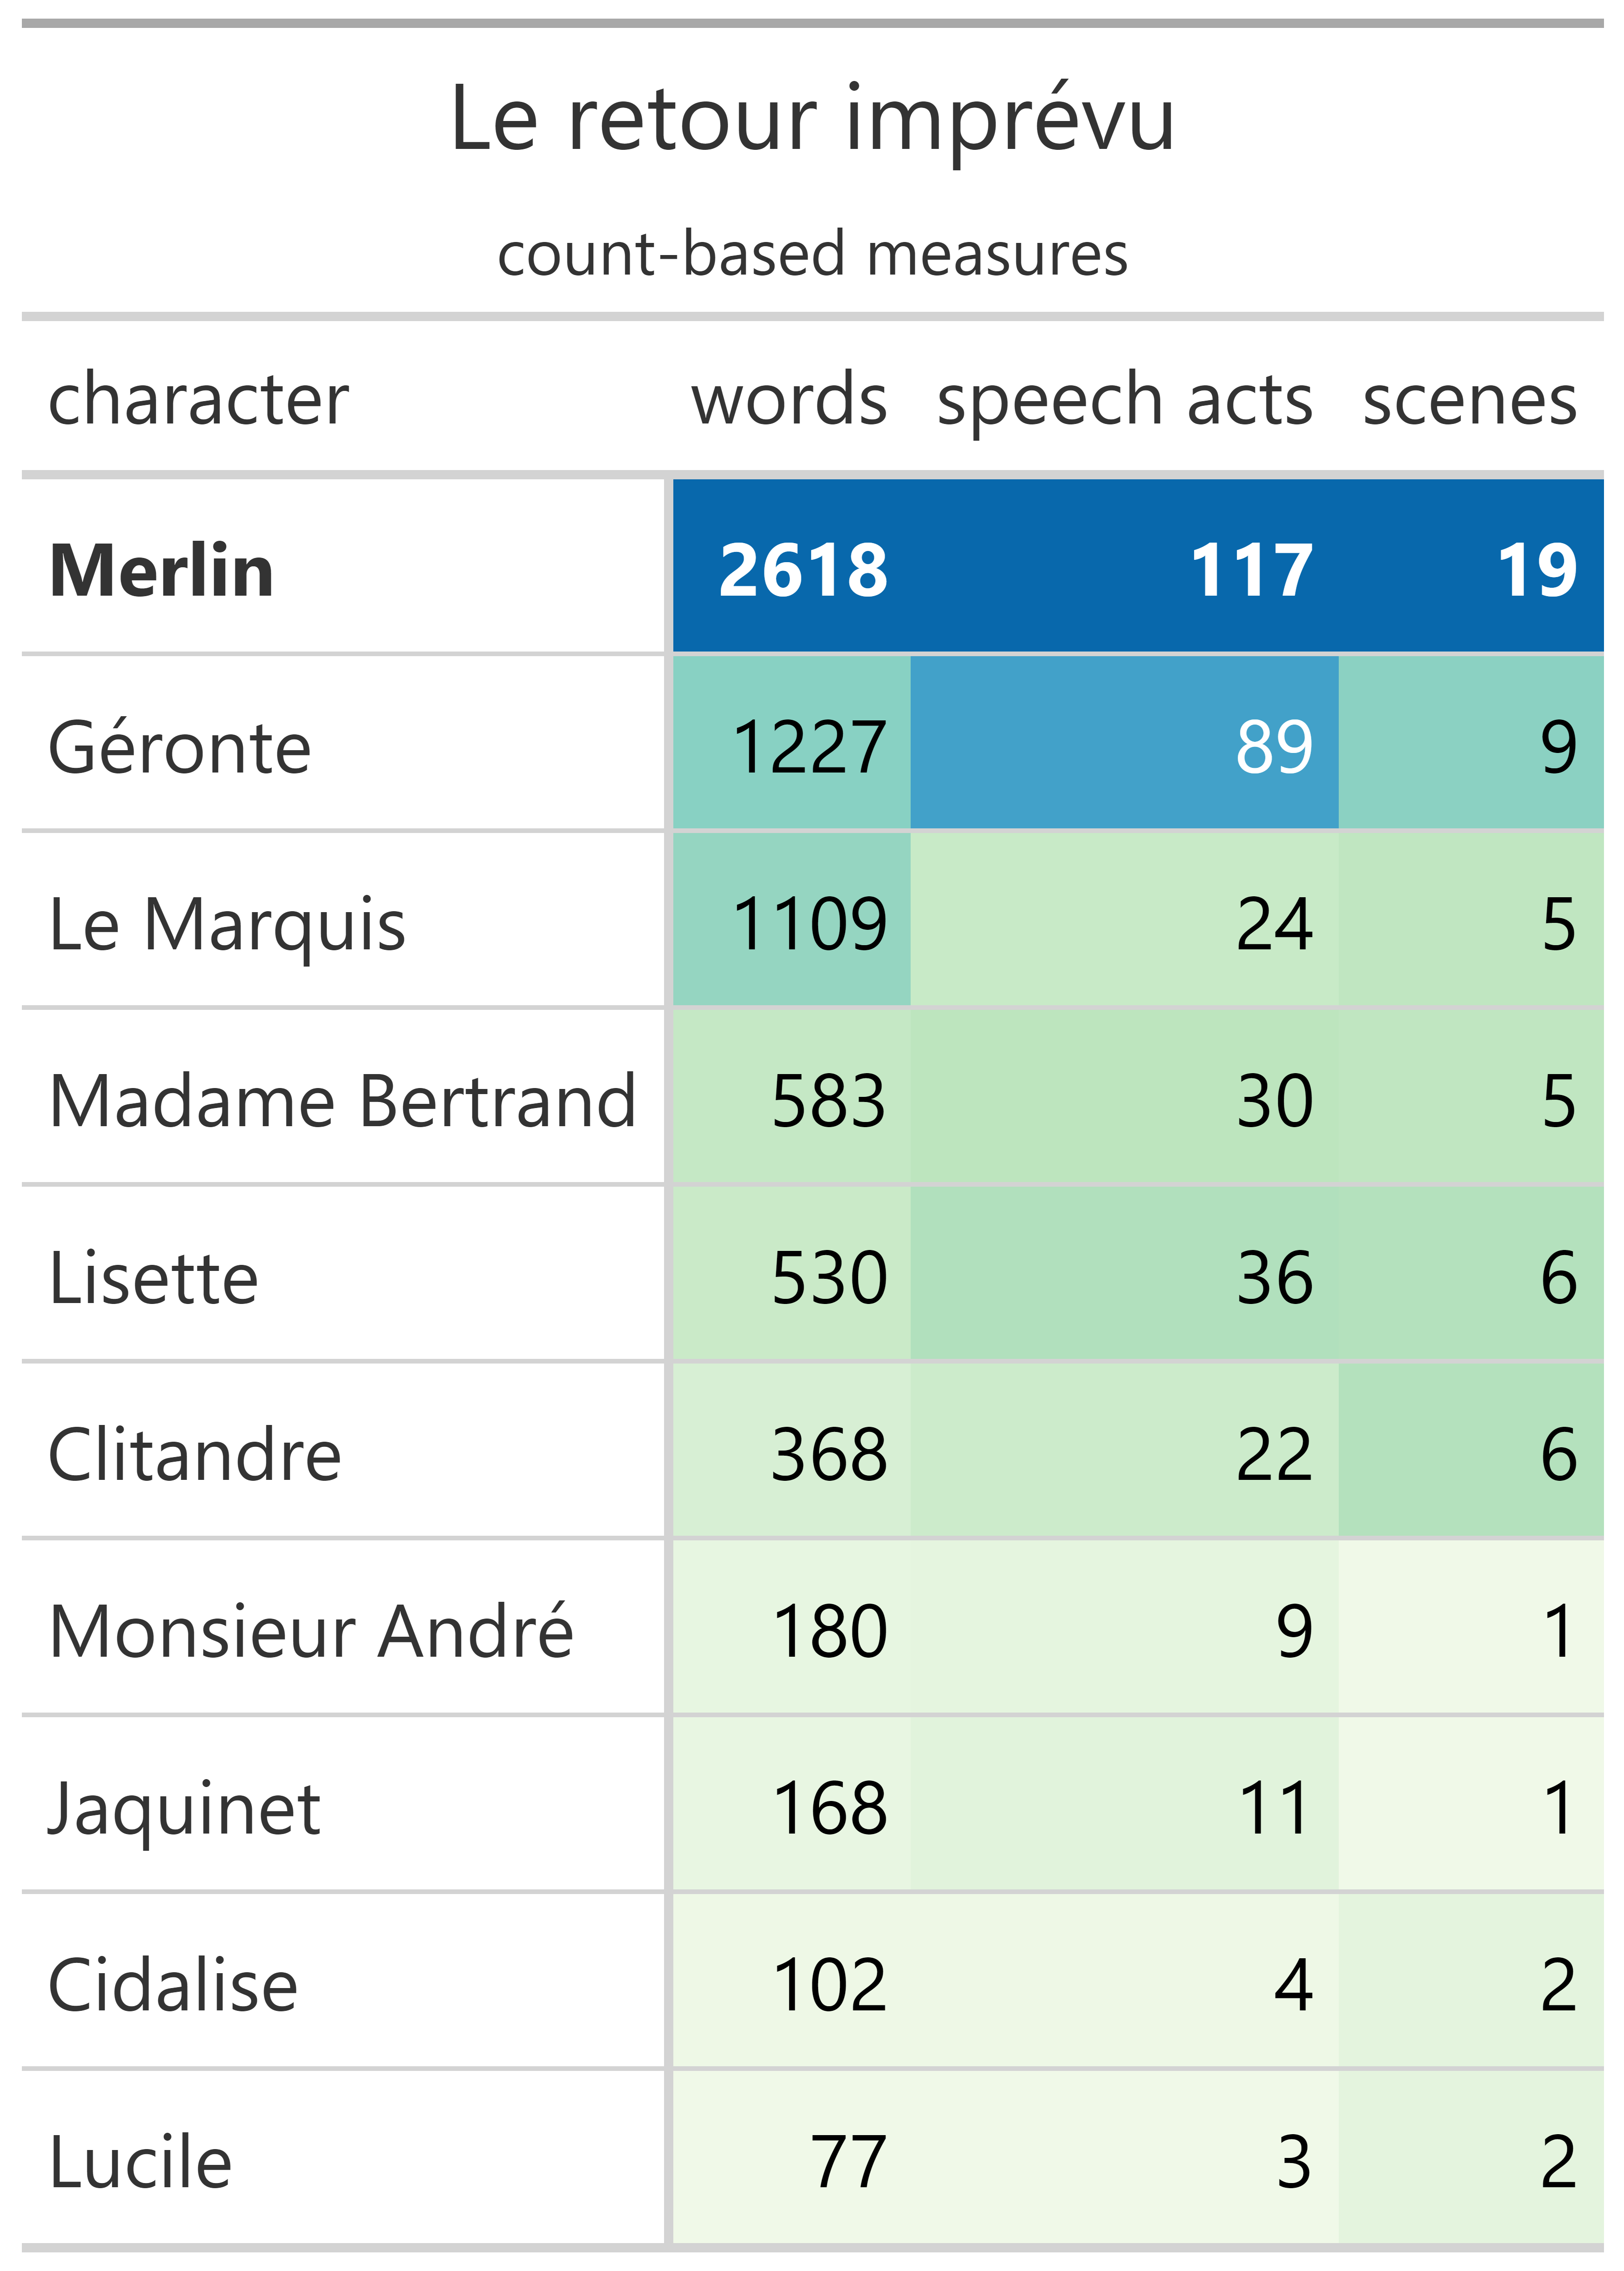 Le retour imprévu
count-based measures
character words speech acts scenes
Merlin 2618 117 19
Géronte 1227 89 9
Le Marquis 1109 24 5
Madame Bertrand 583 30 5
Lisette 530 36 6
Clitandre 368 22 6
Monsieur André 180 9 1
Jaquinet 168 11 1
Cidalise 102 4 2
Lucile 77 3 2